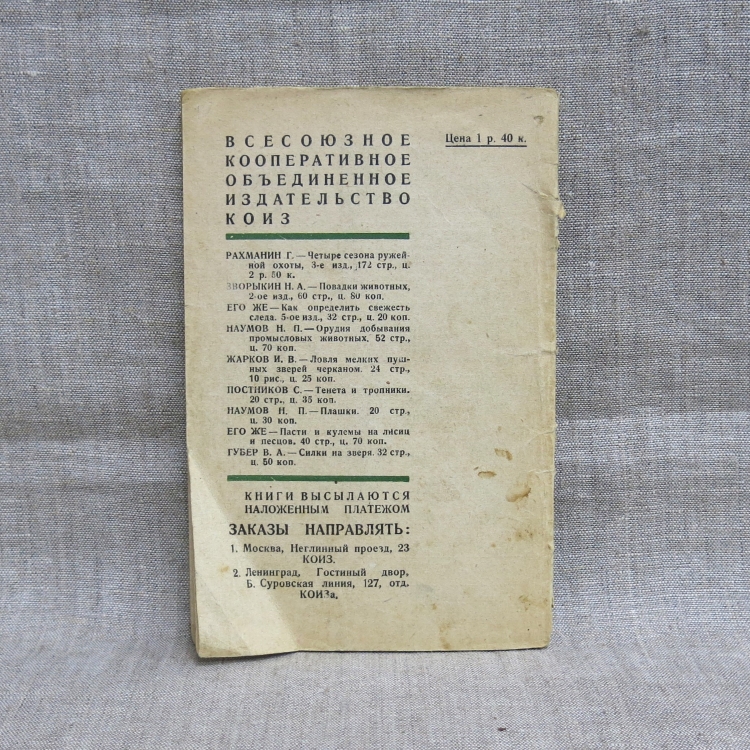 ВСЕСОЮЗНОЕ
КООПЕРАТИВНОЕ
ОБЪЕДИНЕННОЕ
ИЗДАТЕЛЬСТВО
КОИЗ
Цена 1 р. 40 к.
РАХМАНИН Г. — Четыре сезона ружей-
ной охоты, 3-е изд., 172 стр., ц.
2 р. 50 к.
ЗВОРЫКИН Н. А. — Повадки животных,
2-ое изд., 60 стр., ц. 80 коп.
ЕГО ЖЕ — Как определить свежесть
следа. 5-ое изд., 32 стр., ц. 20 коп.
НАУМОВ Н. П. — Орудия добывания
промысловых животных, 52 стр.,
ц. 70 коп.
ЖАРКОВ И. В. — Ловля мелких пуш-
ных зверей черканом. 24 стр.,
10 рис., ц. 25 коп.
ПОСТНИКОВ С. — Тенета и тропники.
20 стр., ц. 35 коп.
НАУМОВ Н. П. — Плашки. 20 стр.,
ц. 30 коп.
ЕГО ЖЕ — Пасти и кулемы на лисиц
и песцов. 40 стр., ц. 70 коп.
ГУБЕР В. А. — Силки на зверя. 32 стр.,
ц. 50 коп.
КНИГИ ВЫСЫЛАЮТСЯ
НАЛОЖЕННЫМ ПЛАТЕЖОМ
ЗАКАЗЫ НАПРАВЛЯТЬ:
1. Москва, Неглинный проезд, 23
КОИЗ.
2. Ленинград, Гостиный двор,
Б. Суровская линия, 127, отд.
КОИЗа.